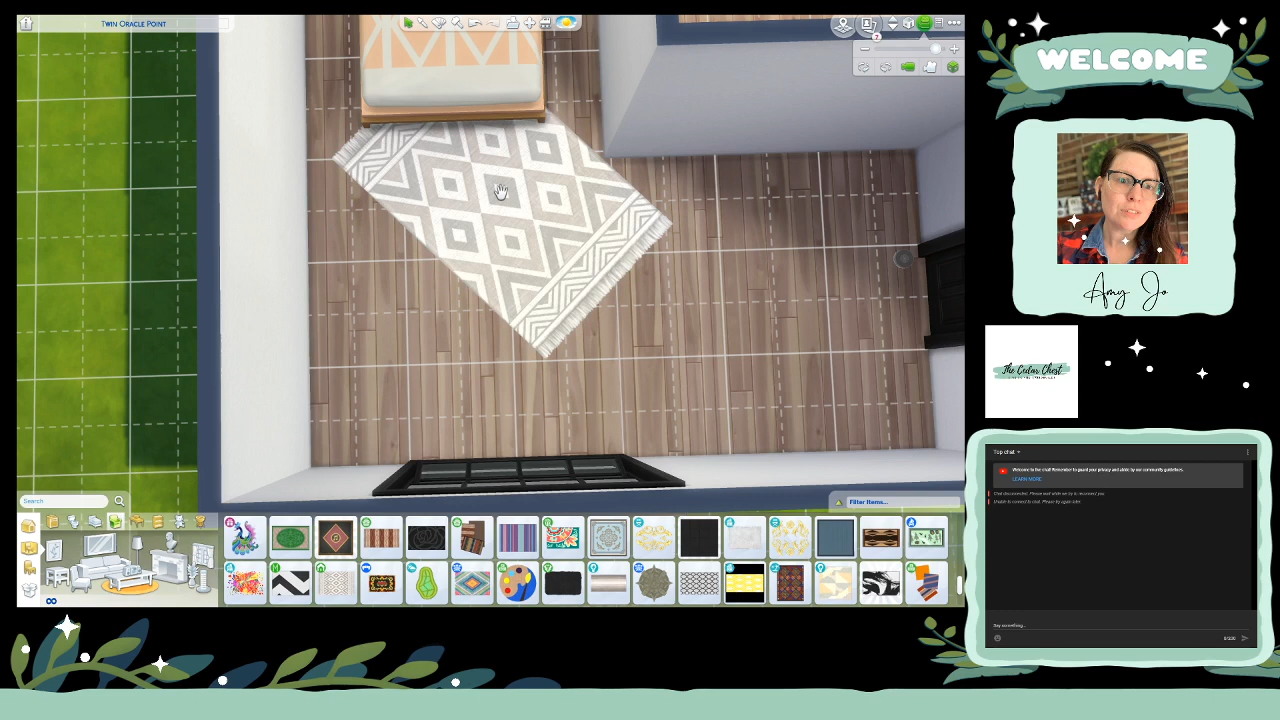 Twin Oracle Point
7
Search
Filter Items...
WELCOME
Amy Jo
The Cedar Chest
Top chat
Welcome to the chat! Remember to guard your privacy and abide by our community guidelines.
LEARN MORE
Chat disconnected. Please wait while we try to reconnect you.
Unable to connect to chat. Please try again later.
Say something...
0/200